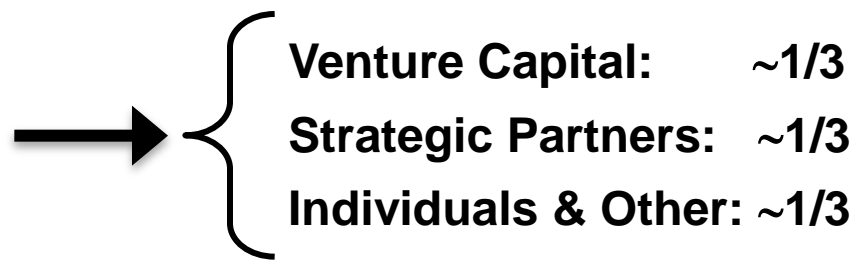 Venture Capital: ~1/3
Strategic Partners: ~1/3
Individuals & Other: ~1/3